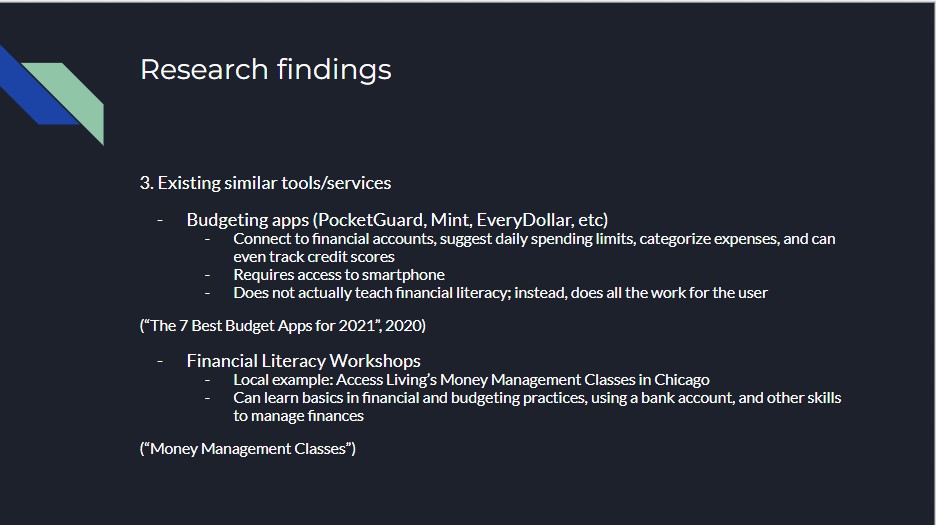 Research findings
3. Existing similar tools/services
- Budgeting apps (PocketGuard, Mint, EveryDollar, etc)
- Connect to financial accounts, suggest daily spending limits, categorize expenses, and can
even track credit scores
- Requires access to smartphone
- Does not actually teach financial literacy; instead, does all the work for the user
(“The 7 Best Budget Apps for 2021”, 2020)
- Financial Literacy Workshops
- Local example: Access Living’s Money Management Classes in Chicago
- Can learn basics in financial and budgeting practices, using a bank account, and other skills
to manage finances
(“Money Management Classes”)